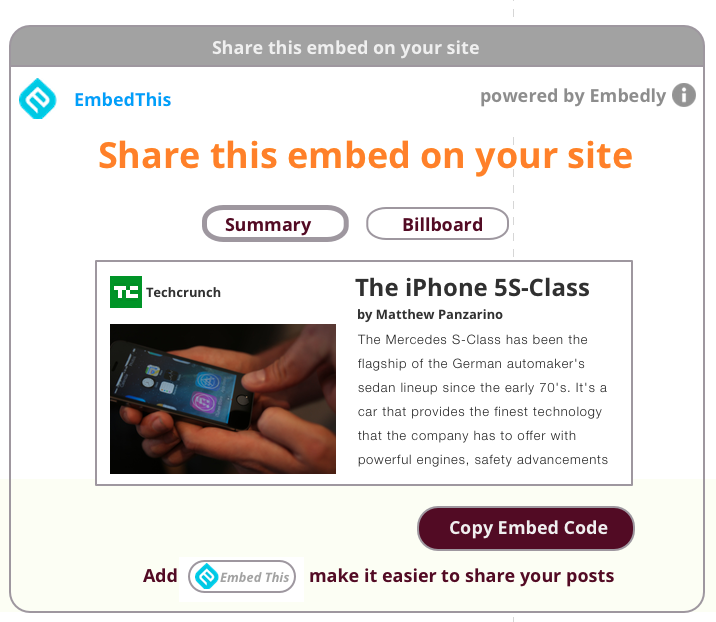 Share this embed on your site
EmbedThis
powered by Embedly
Share this embed on your site
Summary
Billboard
TC Techcrunch
The iPhone 5S-Class
by Matthew Panzarino
The Mercedes S-Class has been the
flagship of the German automaker's
sedan lineup since the early 70's. It's a
car that provides the finest technology
that the company has to offer with
powerful engines, safety advancements
Copy Embed Code
Add Embed This make it easier to share your posts